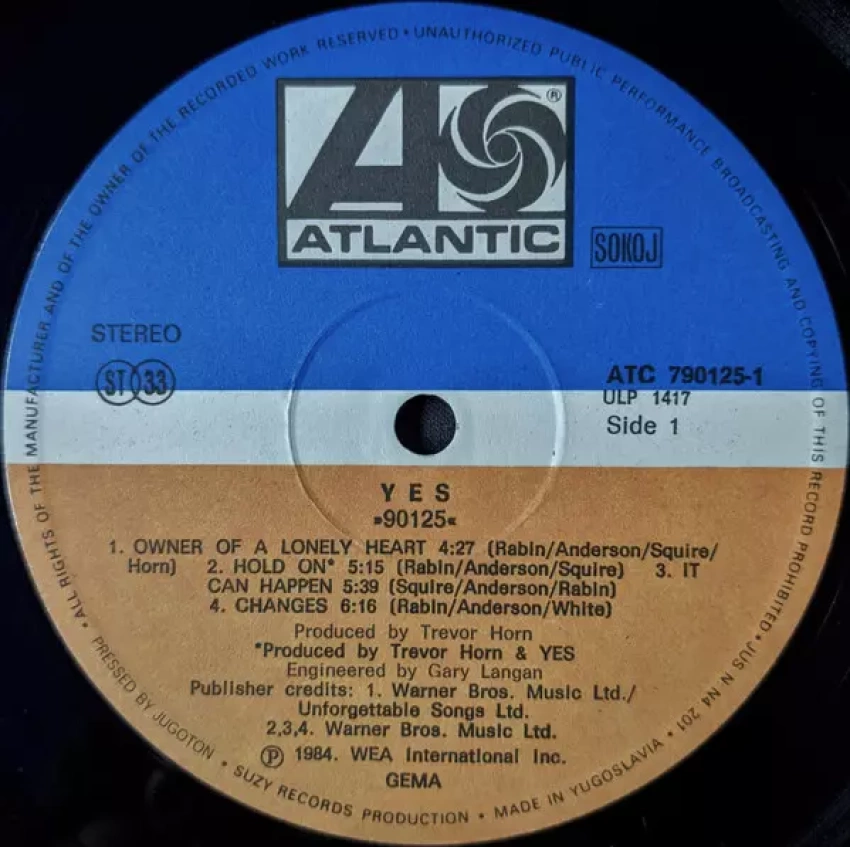 • ALL RIGHTS OF THE MANUFACTURER AND OF THE OWNER OF THE RECORDED WORK RESERVED • UNAUTHORIZED PUBLIC PERFORMANCE BROADCASTING AND COPYING OF THIS RECORD PROHIBITED • JUS N N4 201
ATLANTIC
®
SOKOJ
STEREO
ST 33
ATC 790125-1
ULP 1417
Side 1
YES
»90125«
1. OWNER OF A LONELY HEART 4:27 (Rabin/Anderson/Squire/
Horn) 2. HOLD ON* 5:15 (Rabin/Anderson/Squire) 3. IT
CAN HAPPEN 5:39 (Squire/Anderson/Rabin)
4. CHANGES 6:16 (Rabin/Anderson/White)
Produced by Trevor Horn
*Produced by Trevor Horn & YES
Engineered by Gary Langan
Publisher credits: 1. Warner Bros. Music Ltd./
Unforgettable Songs Ltd.
2,3,4. Warner Bros. Music Ltd.
Ⓟ 1984. WEA International Inc.
GEMA
PRESSED BY JUGOTON • SUZY RECORDS PRODUCTION • MADE IN YUGOSLAVIA •